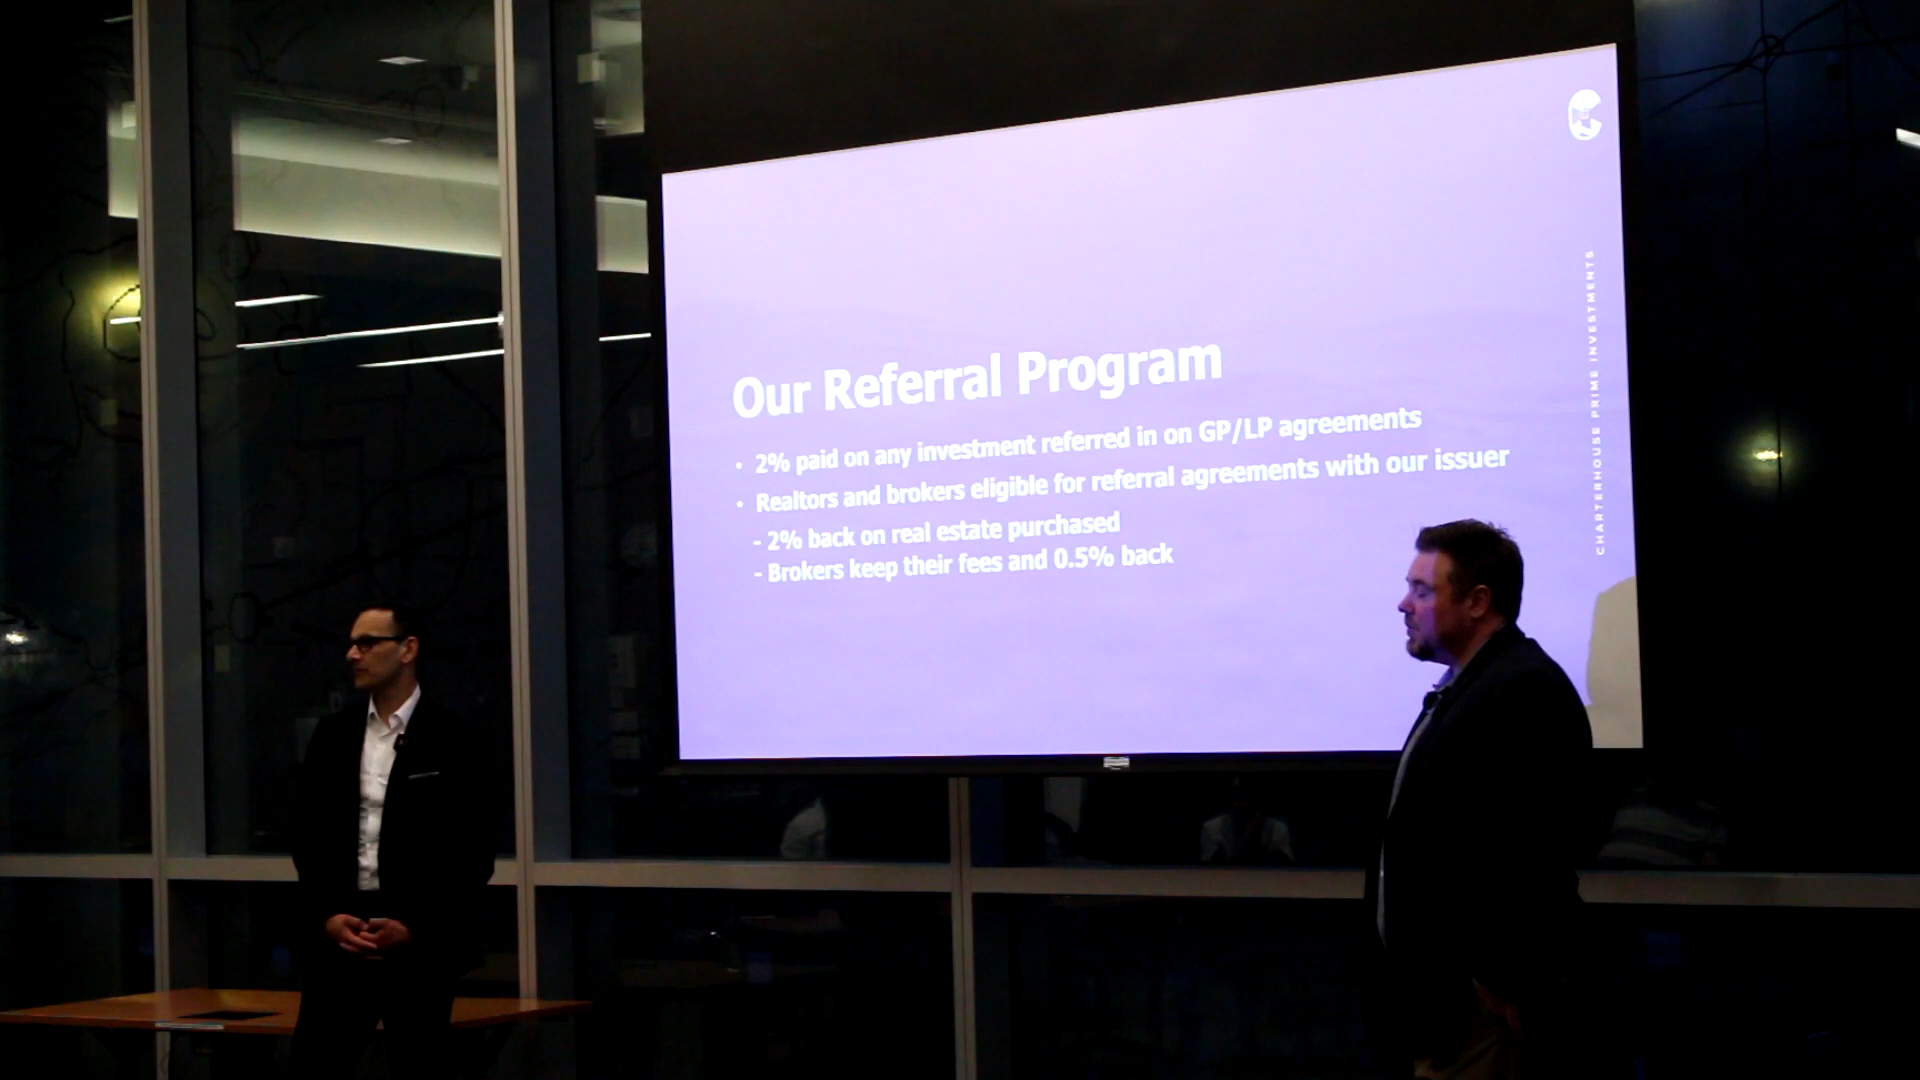 Our Referral Program
• 2% paid on any investment referred in on GP/LP agreements
• Realtors and brokers eligible for referral agreements with our issuer
- 2% back on real estate purchased
- Brokers keep their fees and 0.5% back
CHARTERHOUSE PRIME INVESTMENTS